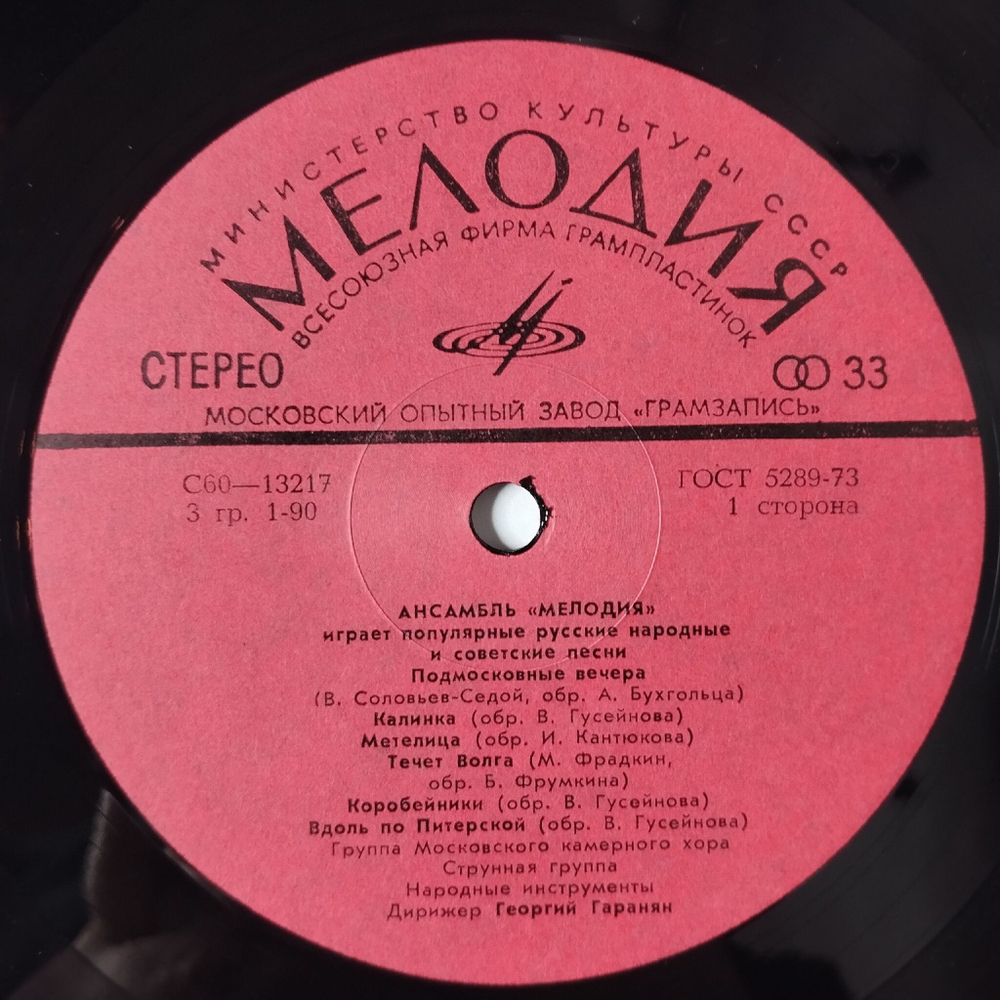 МИНИСТЕРСТВО КУЛЬТУРЫ СССР
МЕЛОДИЯ
ВСЕСОЮЗНАЯ ФИРМА ГРАМПЛАСТИНОК
СТЕРЕО
33
МОСКОВСКИЙ ОПЫТНЫЙ ЗАВОД «ГРАМЗАПИСЬ»
С60—13217
ГОСТ 5289-73
3 гр. 1-90
1 сторона
АНСАМБЛЬ «МЕЛОДИЯ»
играет популярные русские народные
и советские песни
Подмосковные вечера
(В. Соловьев-Седой, обр. А. Бухгольца)
Калинка (обр. В. Гусейнова)
Метелица (обр. И. Кантюкова)
Течет Волга (М. Фрадкин,
обр. Б. Фрумкина)
Коробейники (обр. В. Гусейнова)
Вдоль по Питерской (обр. В. Гусейнова)
Группа Московского камерного хора
Струнная группа
Народные инструменты
Дирижер Георгий Гаранян